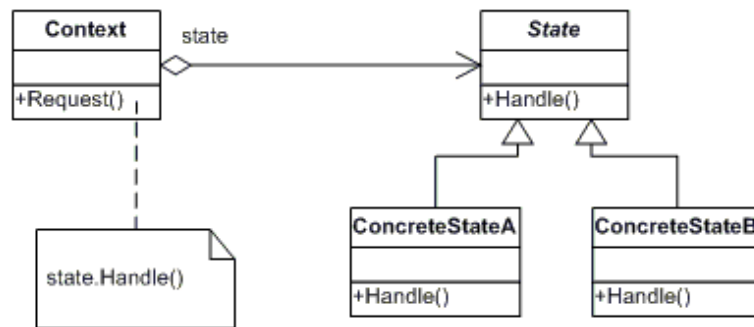 Context
state
State
+Request()
+Handle()
state.Handle()
ConcreteStateA
ConcreteStateB
+Handle()
+Handle()